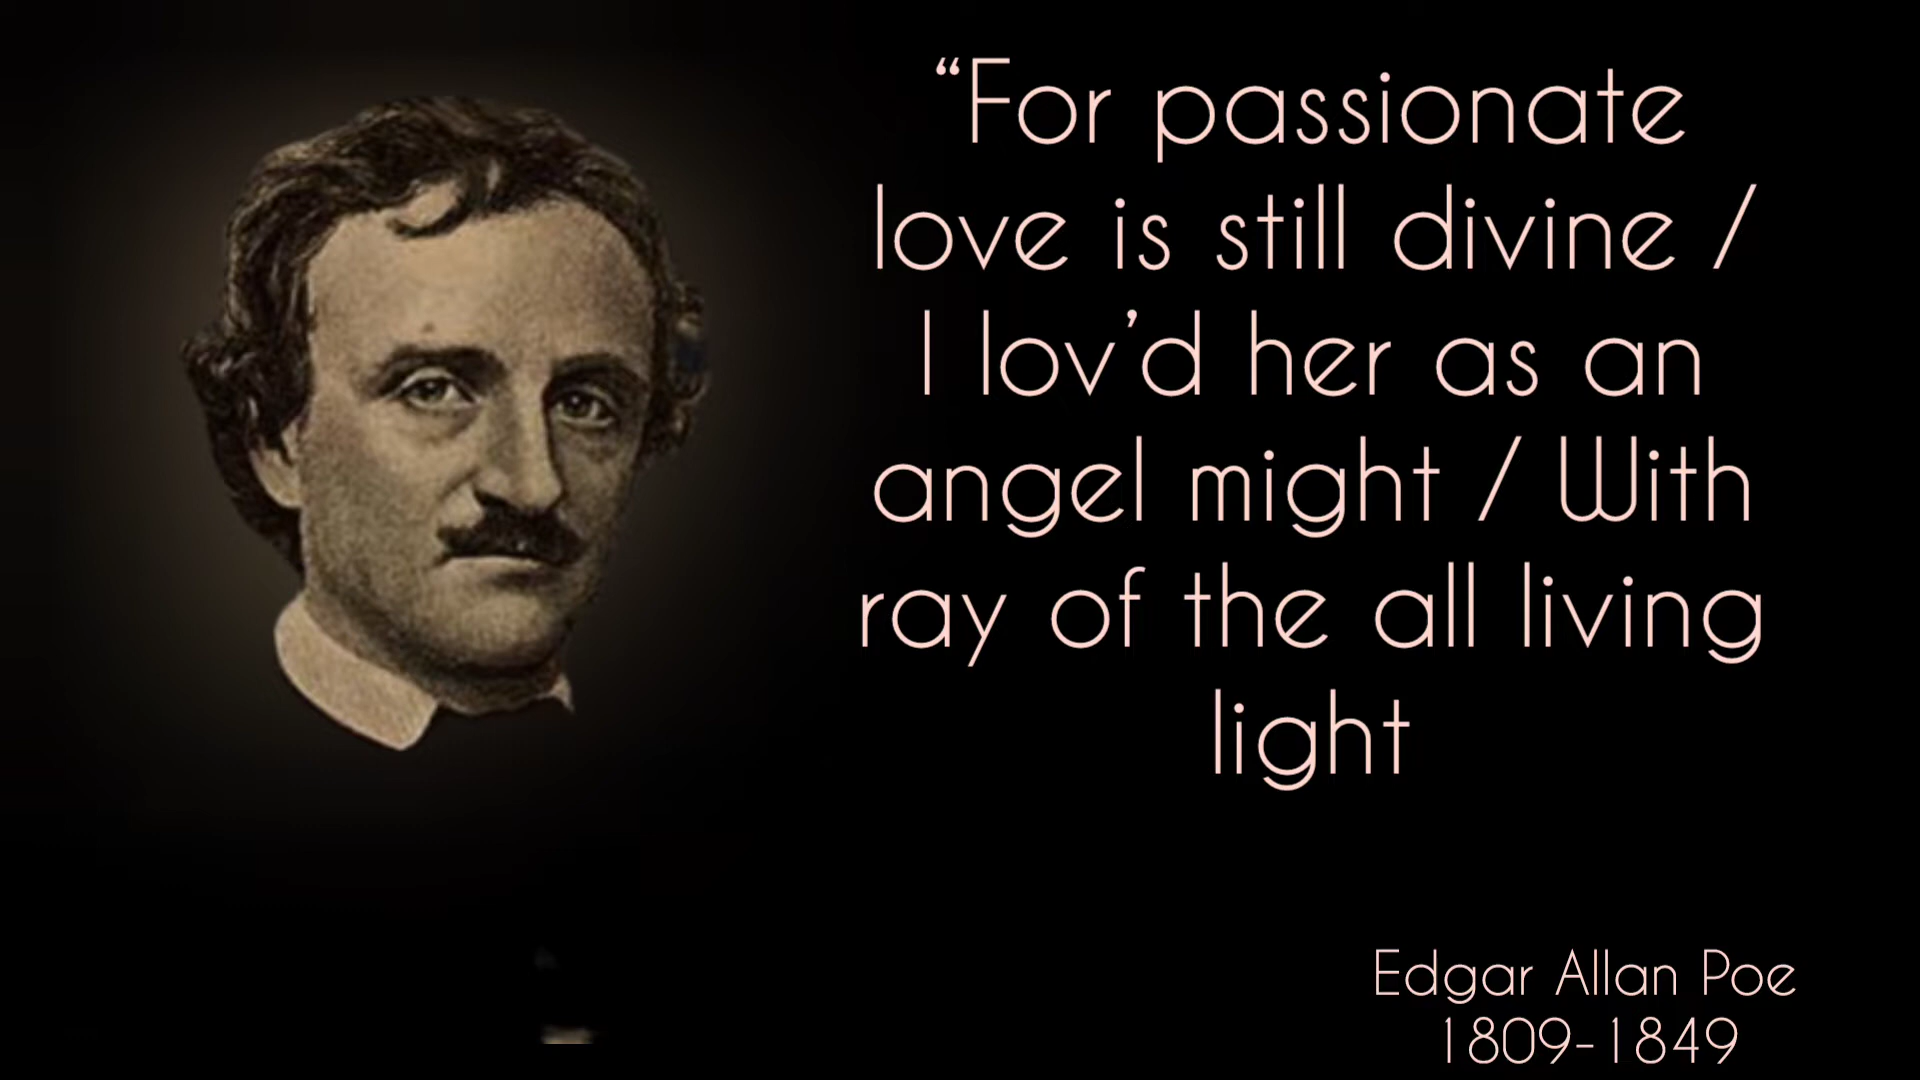 “For passionate
love is still divine /
I lov’d her as an
angel might / With
ray of the all living
light
Edgar Allan Poe
1809-1849